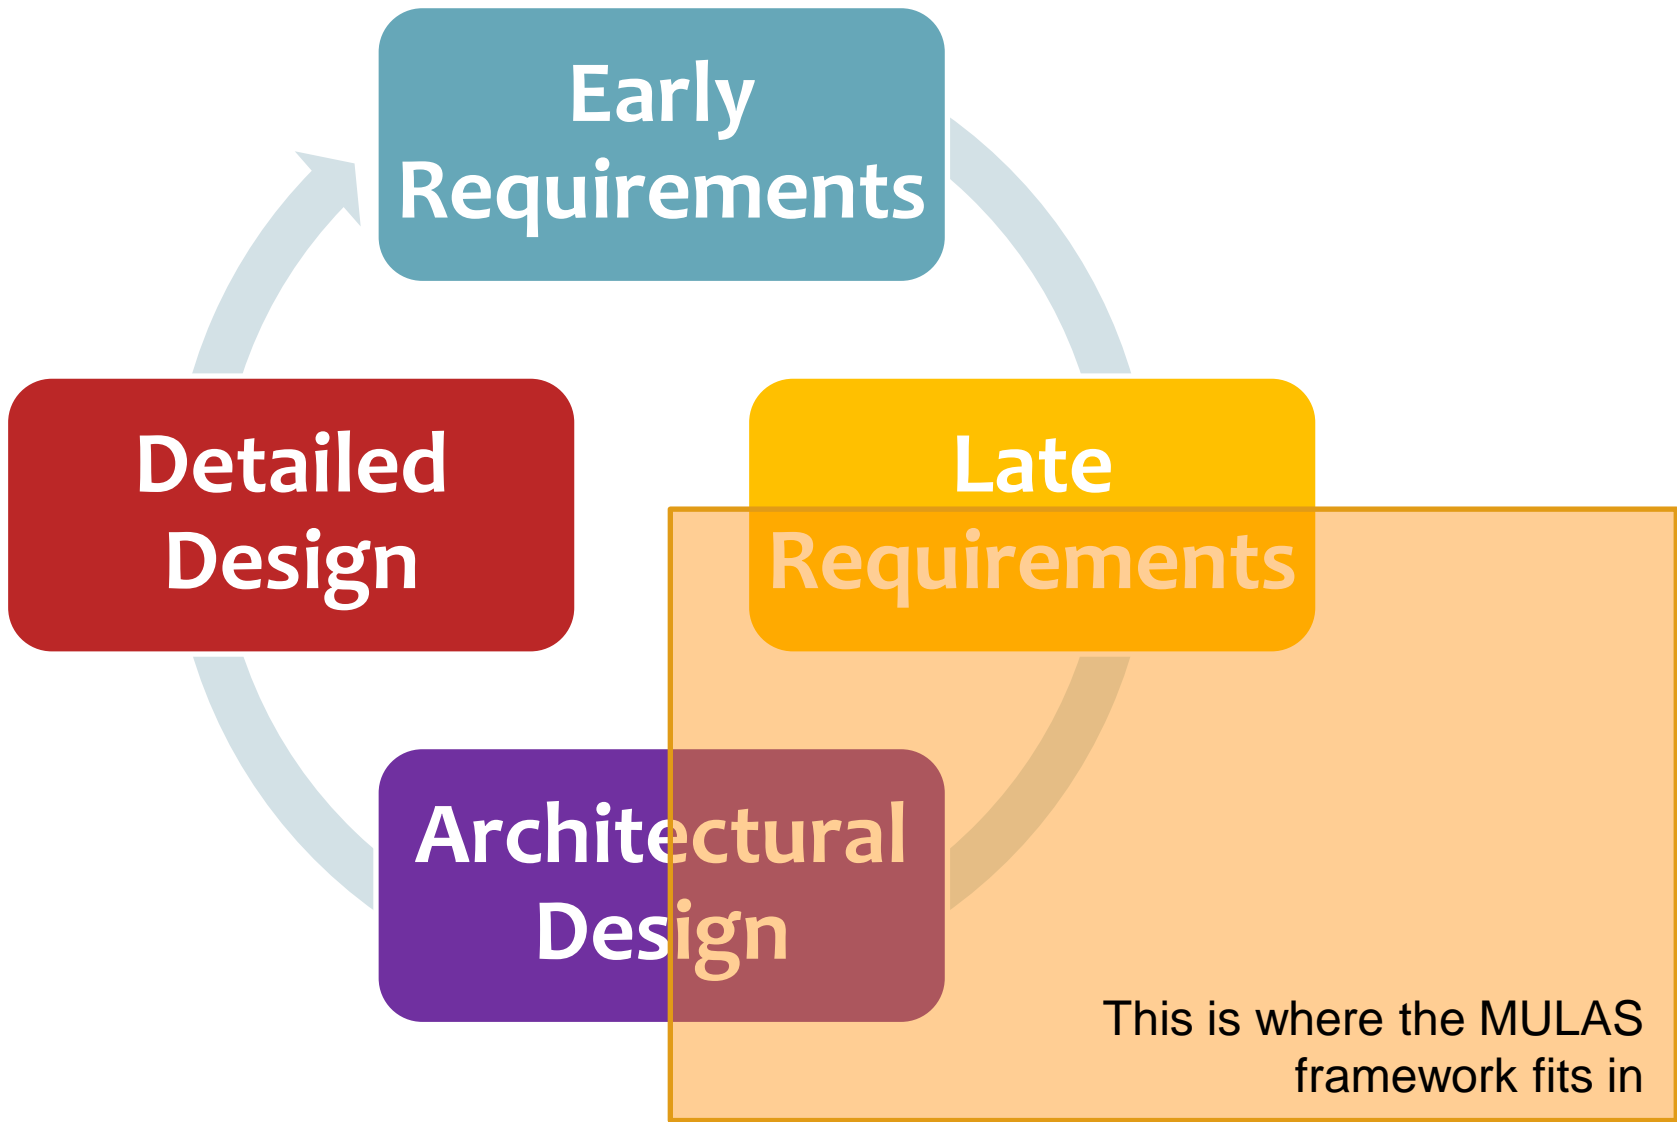 Early
Requirements
Detailed
Design
Late
Requirements
Architectural
Design
This is where the MULAS
framework fits in